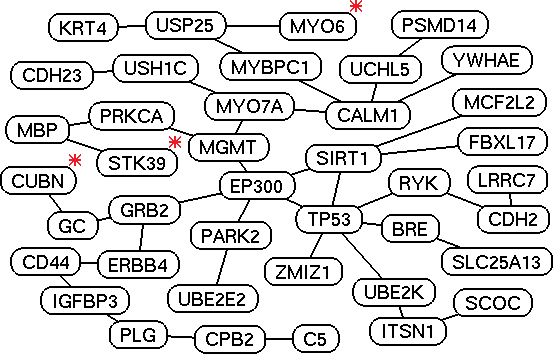 KRT4 USP25 MYO6 * PSMD14
CDH23 USH1C MYBPC1 UCHL5 YWHAE
MYO7A CALM1 MCF2L2
MBP PRKCA MGMT SIRT1 FBXL17
STK39 *
CUBN * EP300 RYK LRRC7
GC GRB2 PARK2 TP53 BRE CDH2
CD44 ERBB4 ZMIZ1 SLC25A13
IGFBP3 UBE2E2 UBE2K SCOC
PLG CPB2 C5 ITSN1